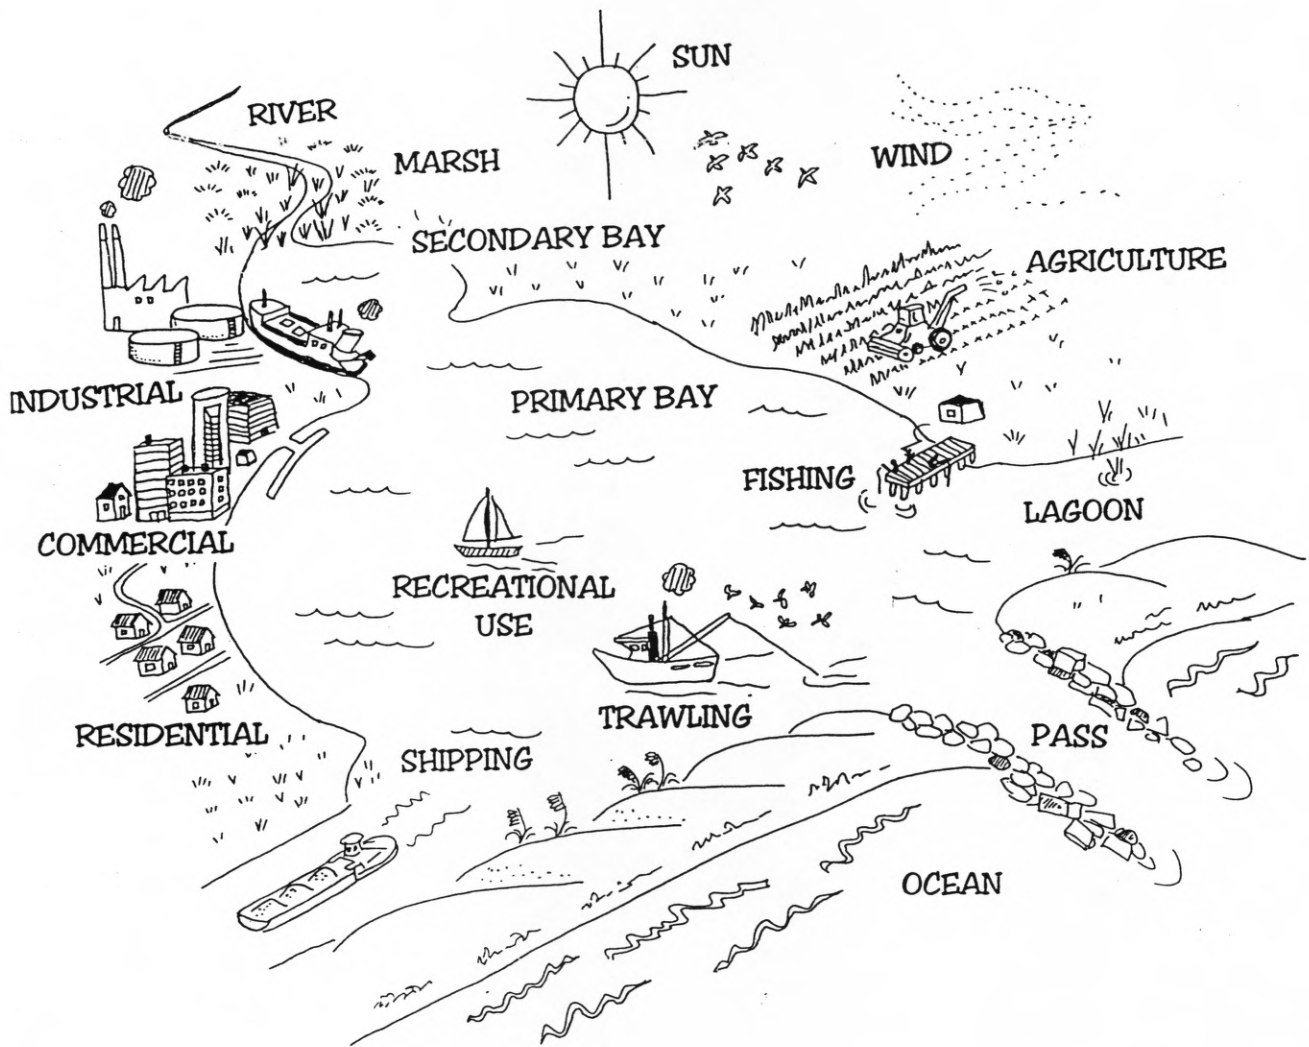 SUN
RIVER
MARSH
WIND
SECONDARY BAY
AGRICULTURE
INDUSTRIAL
PRIMARY BAY
FISHING
LAGOON
COMMERCIAL
RECREATIONAL
USE
TRAWLING
PASS
RESIDENTIAL
SHIPPING
OCEAN